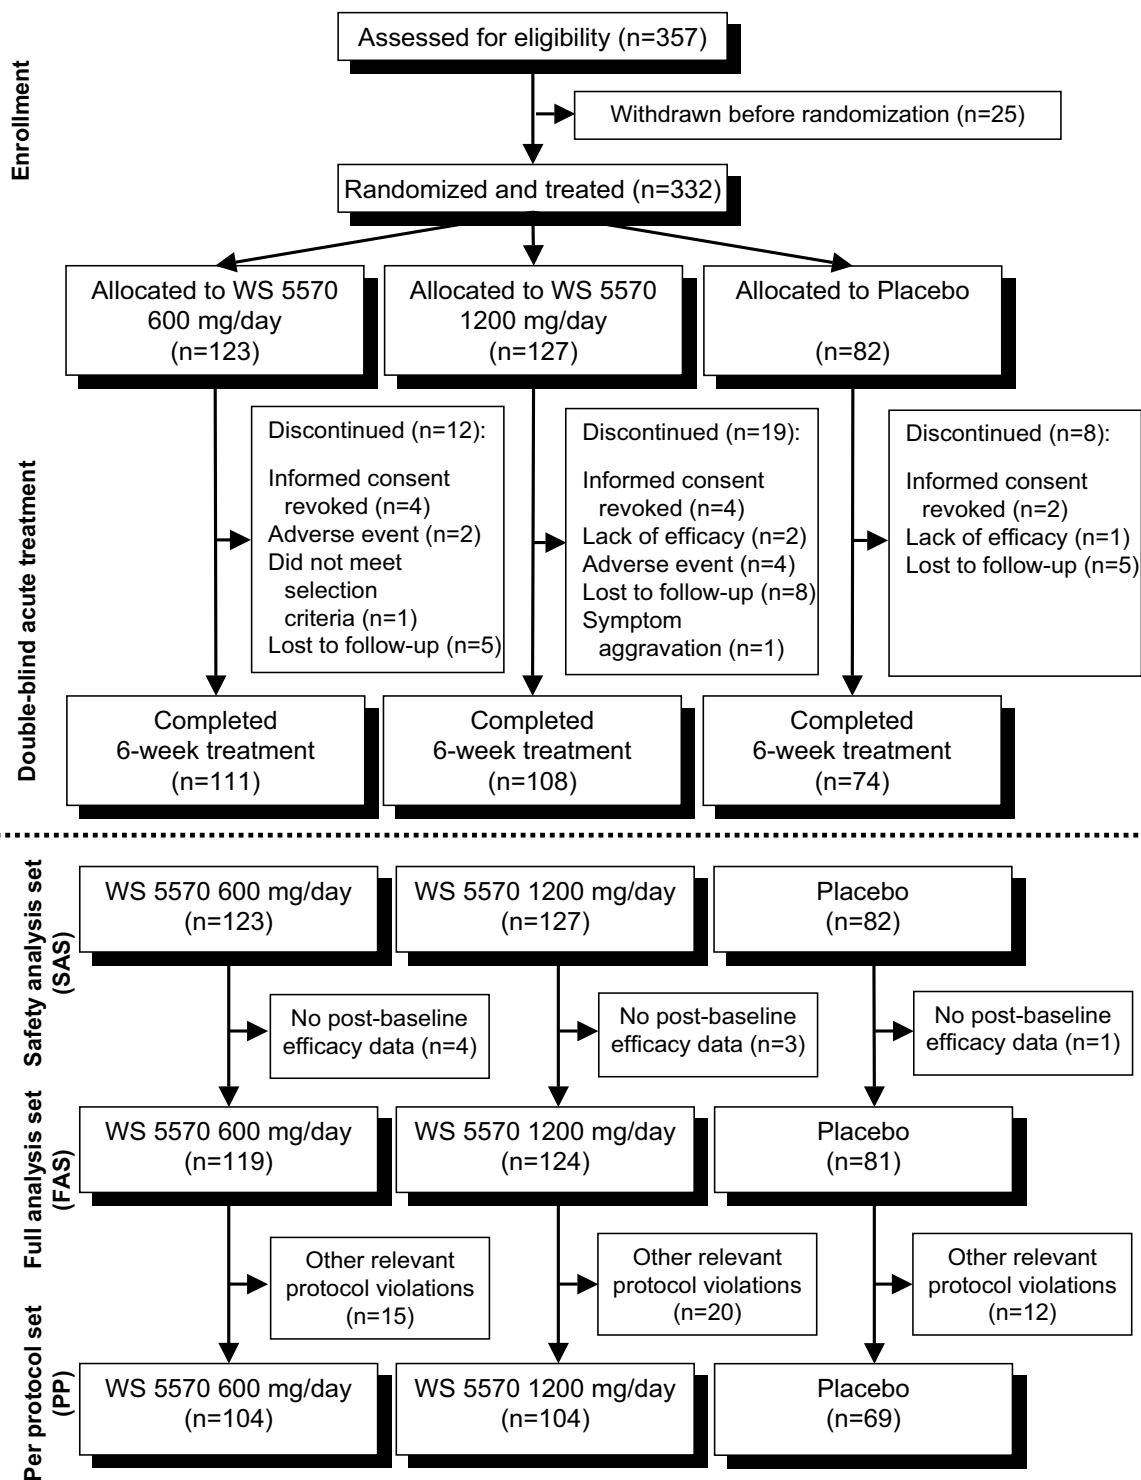 Enrollment
Assessed for eligibility (n=357)
Withdrawn before randomization (n=25)
Randomized and treated (n=332)
Allocated to WS 5570
600 mg/day
(n=123)
Allocated to WS 5570
1200 mg/day
(n=127)
Allocated to Placebo
(n=82)
Double-blind acute treatment
Discontinued (n=12):
Informed consent
revoked (n=4)
Adverse event (n=2)
Did not meet
selection
criteria (n=1)
Lost to follow-up (n=5)
Discontinued (n=19):
Informed consent
revoked (n=4)
Lack of efficacy (n=2)
Adverse event (n=4)
Lost to follow-up (n=8)
Symptom
aggravation (n=1)
Discontinued (n=8):
Informed consent
revoked (n=2)
Lack of efficacy (n=1)
Lost to follow-up (n=5)
Completed
6-week treatment
(n=111)
Completed
6-week treatment
(n=108)
Completed
6-week treatment
(n=74)
Safety analysis set
(SAS)
WS 5570 600 mg/day
(n=123)
WS 5570 1200 mg/day
(n=127)
Placebo
(n=82)
No post-baseline
efficacy data (n=4)
No post-baseline
efficacy data (n=3)
No post-baseline
efficacy data (n=1)
Full analysis set
(FAS)
WS 5570 600 mg/day
(n=119)
WS 5570 1200 mg/day
(n=124)
Placebo
(n=81)
Other relevant
protocol violations
(n=15)
Other relevant
protocol violations
(n=20)
Other relevant
protocol violations
(n=12)
Per protocol set
(PP)
WS 5570 600 mg/day
(n=104)
WS 5570 1200 mg/day
(n=104)
Placebo
(n=69)